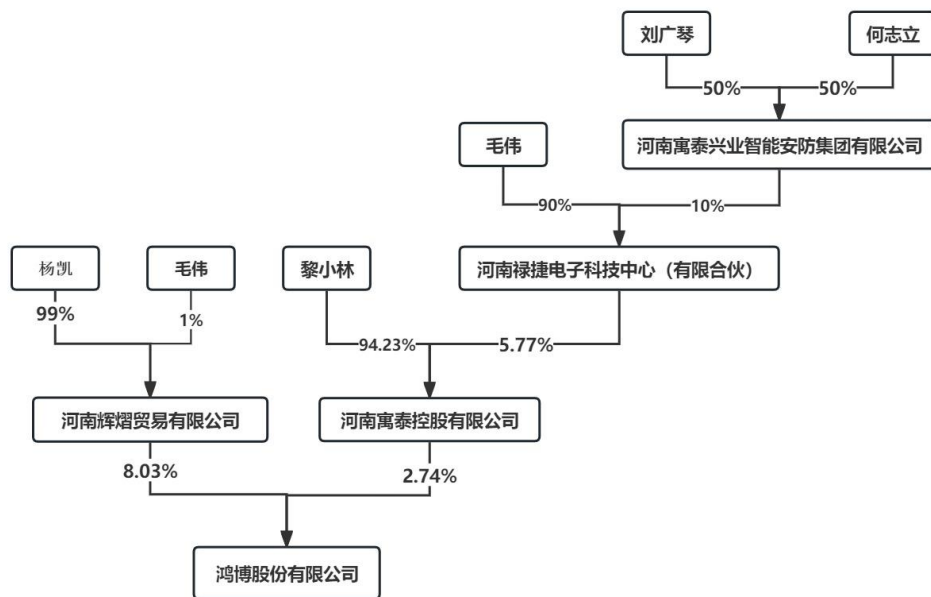 刘广琴
何志立
50%
50%
河南寓泰兴业智能安防集团有限公司
毛伟
90%
10%
河南禄捷电子科技中心（有限合伙）
杨凯
毛伟
黎小林
99%
1%
94.23%
5.77%
河南辉熠贸易有限公司
河南寓泰控股有限公司
8.03%
2.74%
鸿博股份有限公司